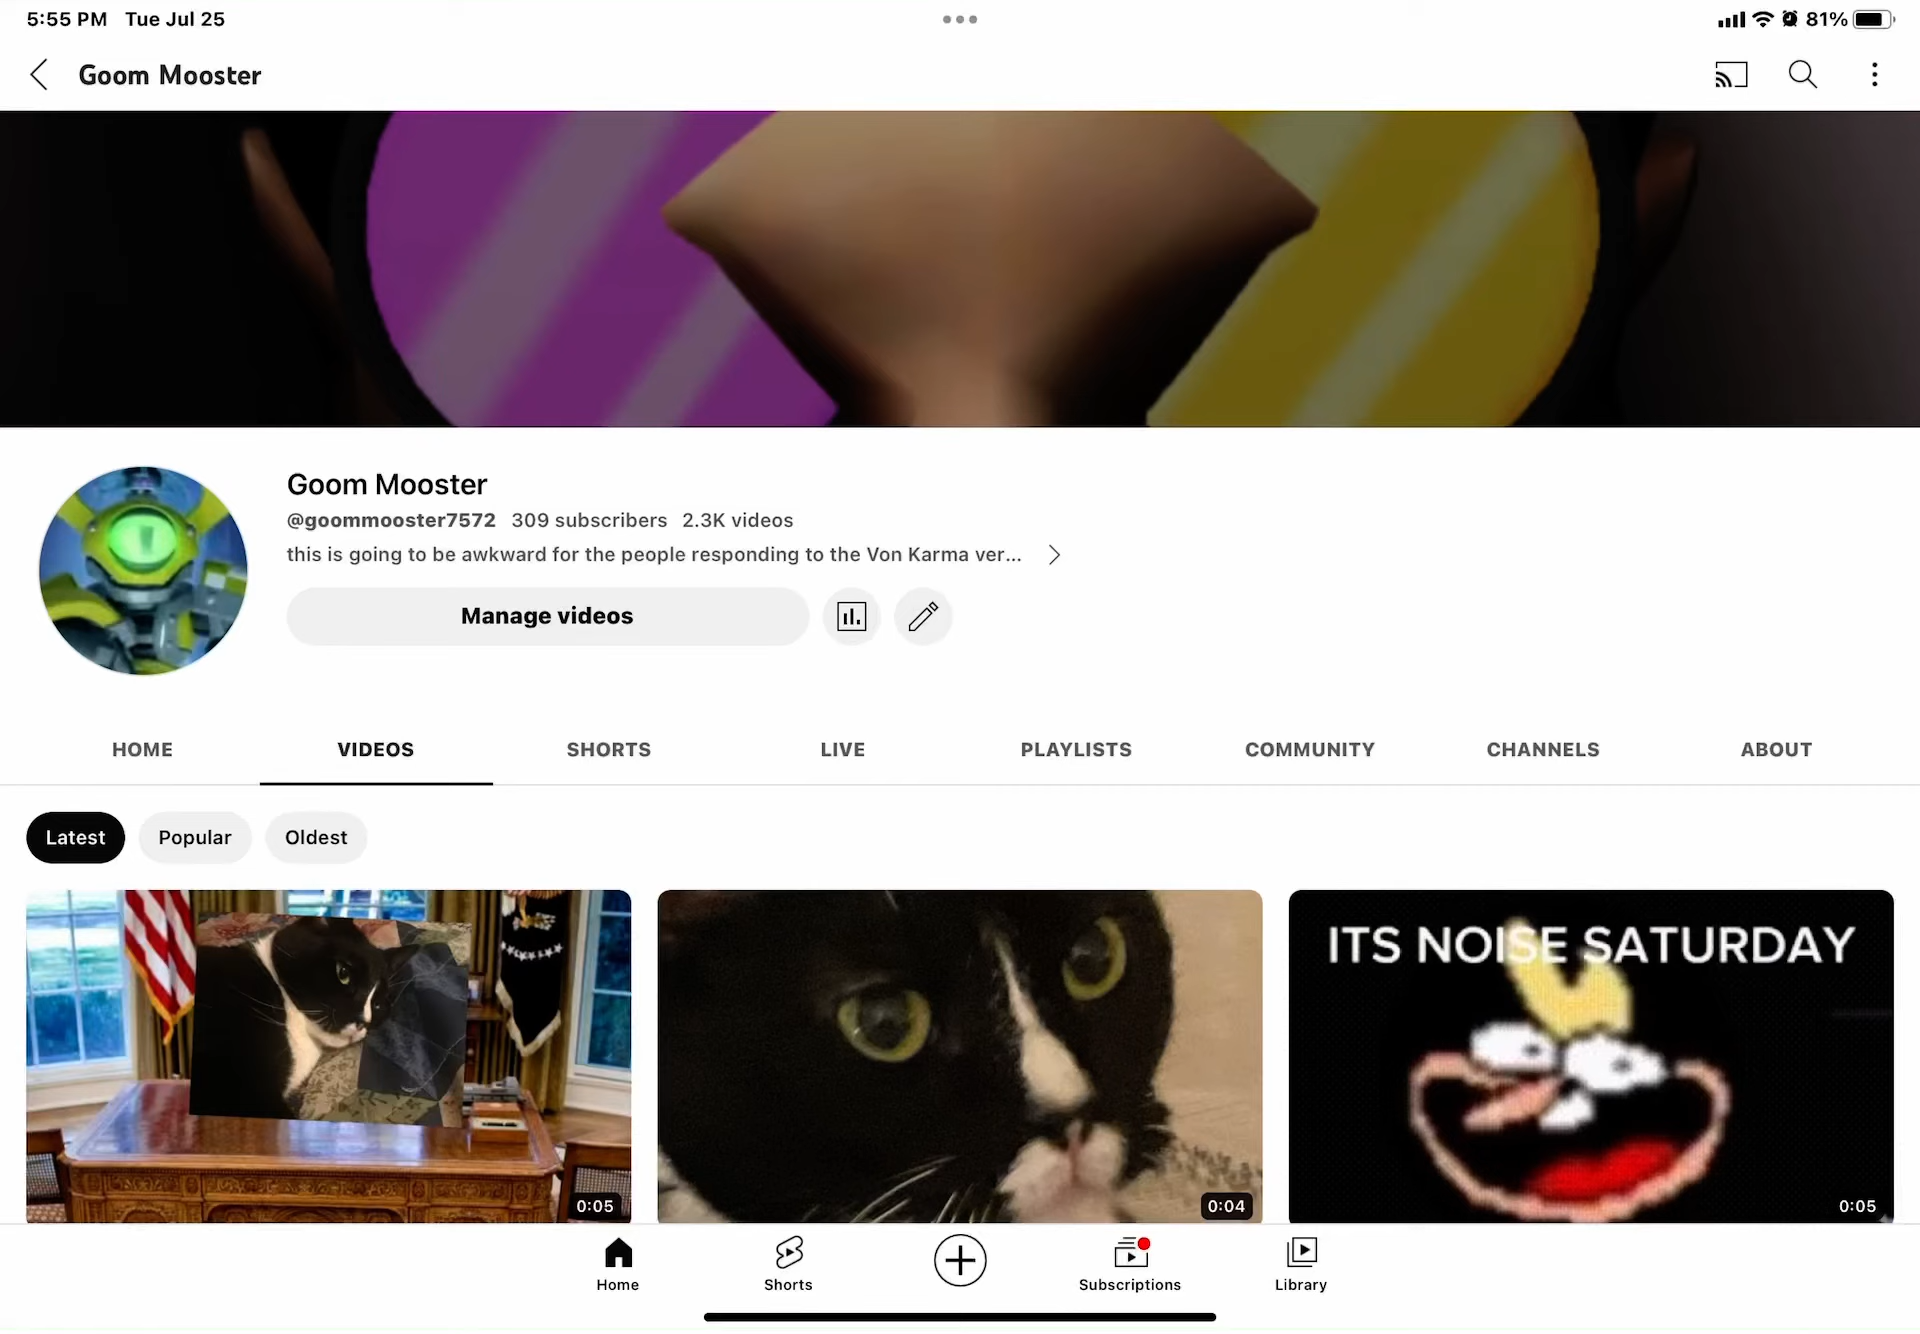 5:55 PM Tue Jul 25
81%
Goom Mooster
Goom Mooster
@goommooster7572 309 subscribers 2.3K videos
this is going to be awkward for the people responding to the Von Karma ver...
Manage videos
HOME VIDEOS SHORTS LIVE PLAYLISTS COMMUNITY CHANNELS ABOUT
Latest Popular Oldest
ITS NOISE SATURDAY
0:05 0:04 0:05
Home Shorts Subscriptions Library